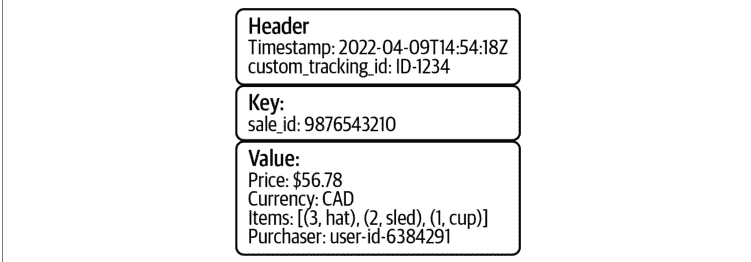 Header
Timestamp: 2022-04-09T14:54:18Z
custom_tracking_id: ID-1234
Key:
sale_id: 9876543210
Value:
Price: $56.78
Currency: CAD
Items: [(3, hat), (2, sled), (1, cup)]
Purchaser: user-id-6384291